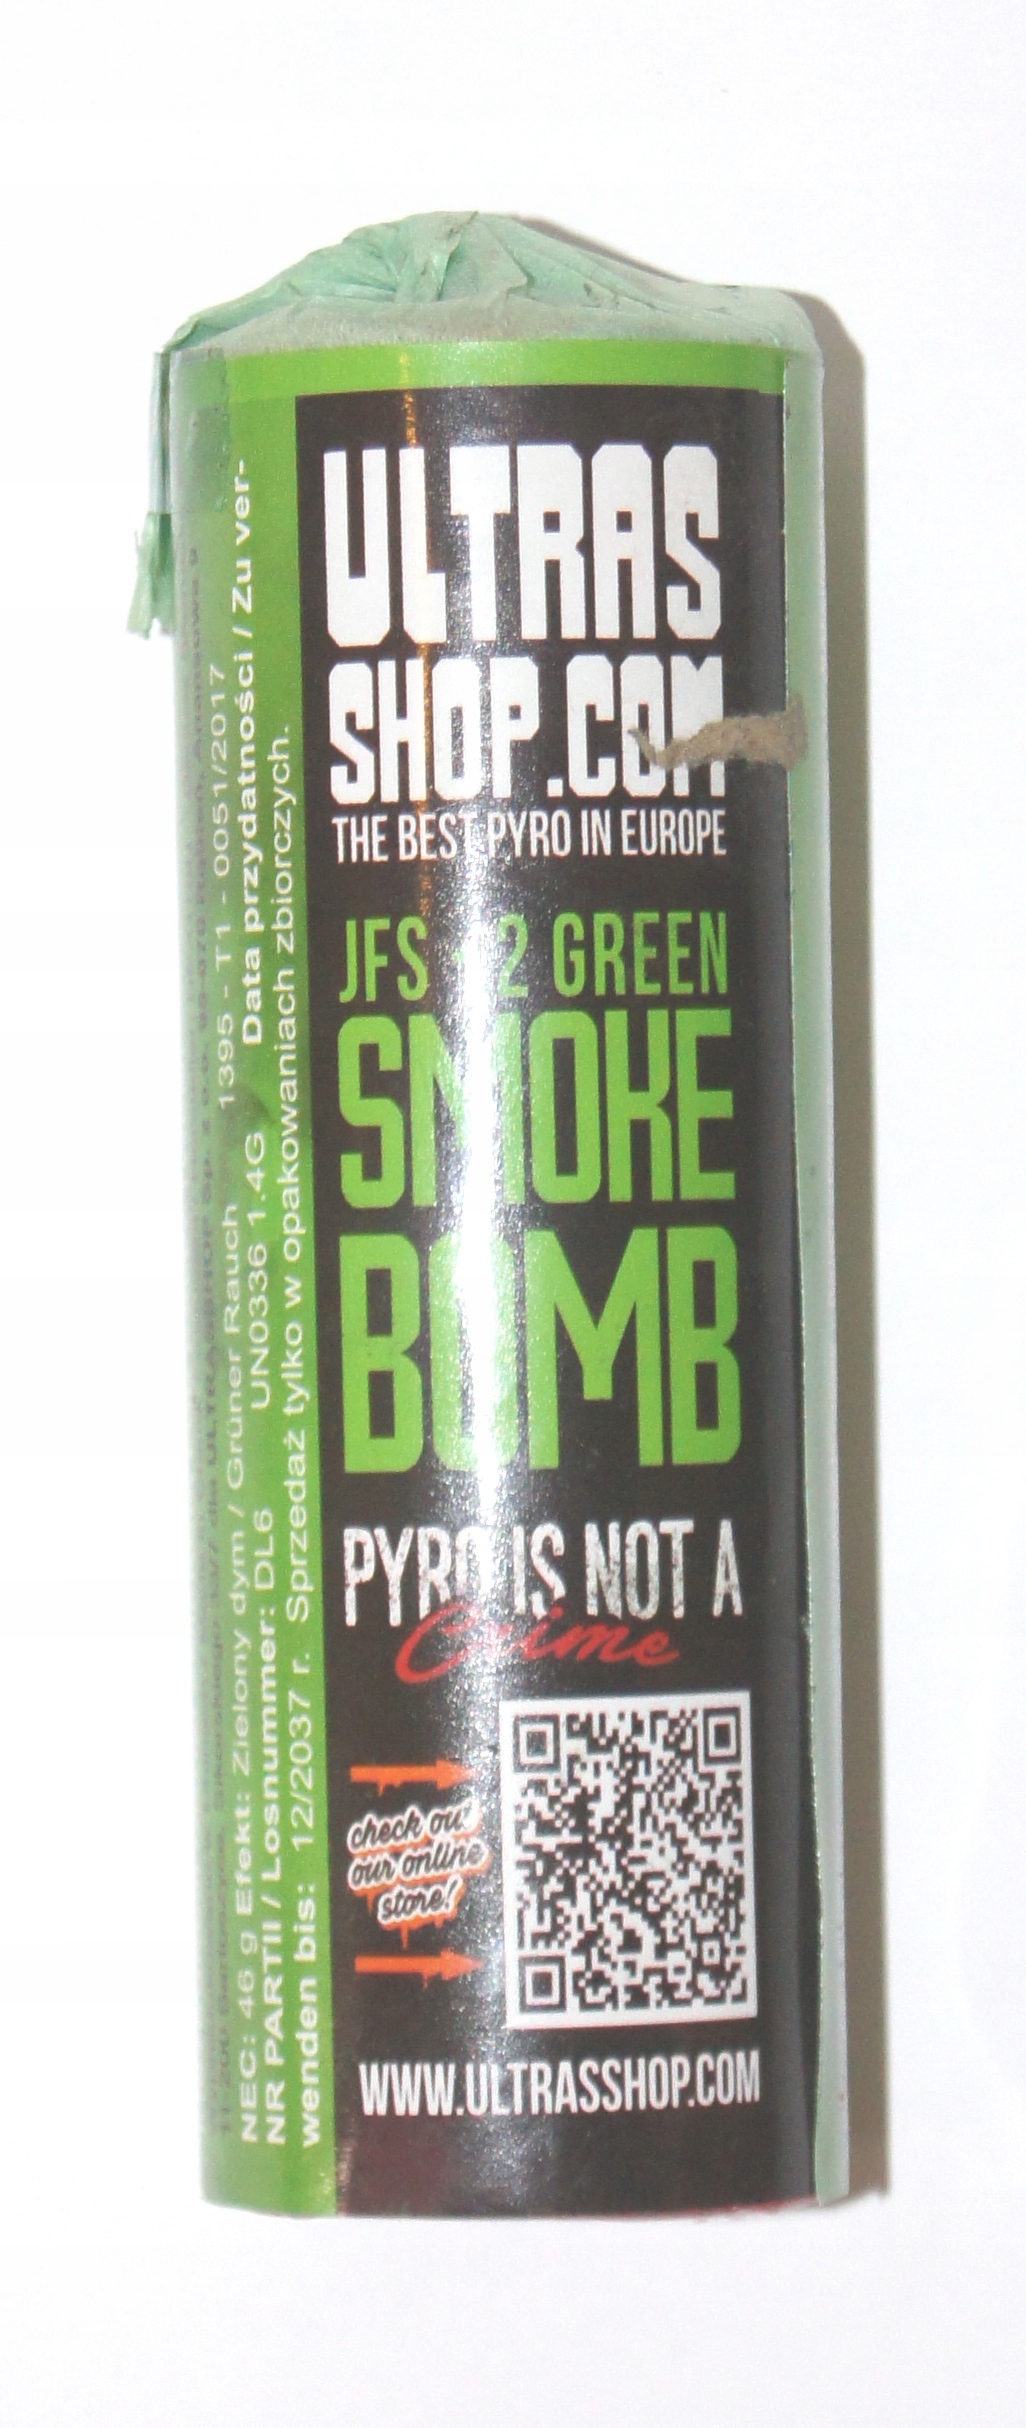 ULTRAS
SHOP.COM
THE BEST PYRO IN EUROPE
JFS - 2 GREEN
SMOKE
BOMB
PYRO IS NOT A
Crime
check out
our online
store!
WWW.ULTRASSHOP.COM
NEC: 46 g Efekt: Zielony dym / Grüner Rauch 1395 - T1 - 0051/2017
NR PARTII / Losnummer: DL6 UN0336 1.4G Data przydatności / Zu ver-
wenden bis: 12/2037 r. Sprzedaż tylko w opakowaniach zbiorczych.